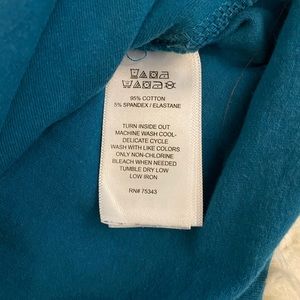 95% COTTON
5% SPANDEX / ELASTANE
TURN INSIDE OUT
MACHINE WASH COOL-
DELICATE CYCLE
WASH WITH LIKE COLORS
ONLY NON-CHLORINE
BLEACH WHEN NEEDED
TUMBLE DRY LOW
LOW IRON
RN# 75343